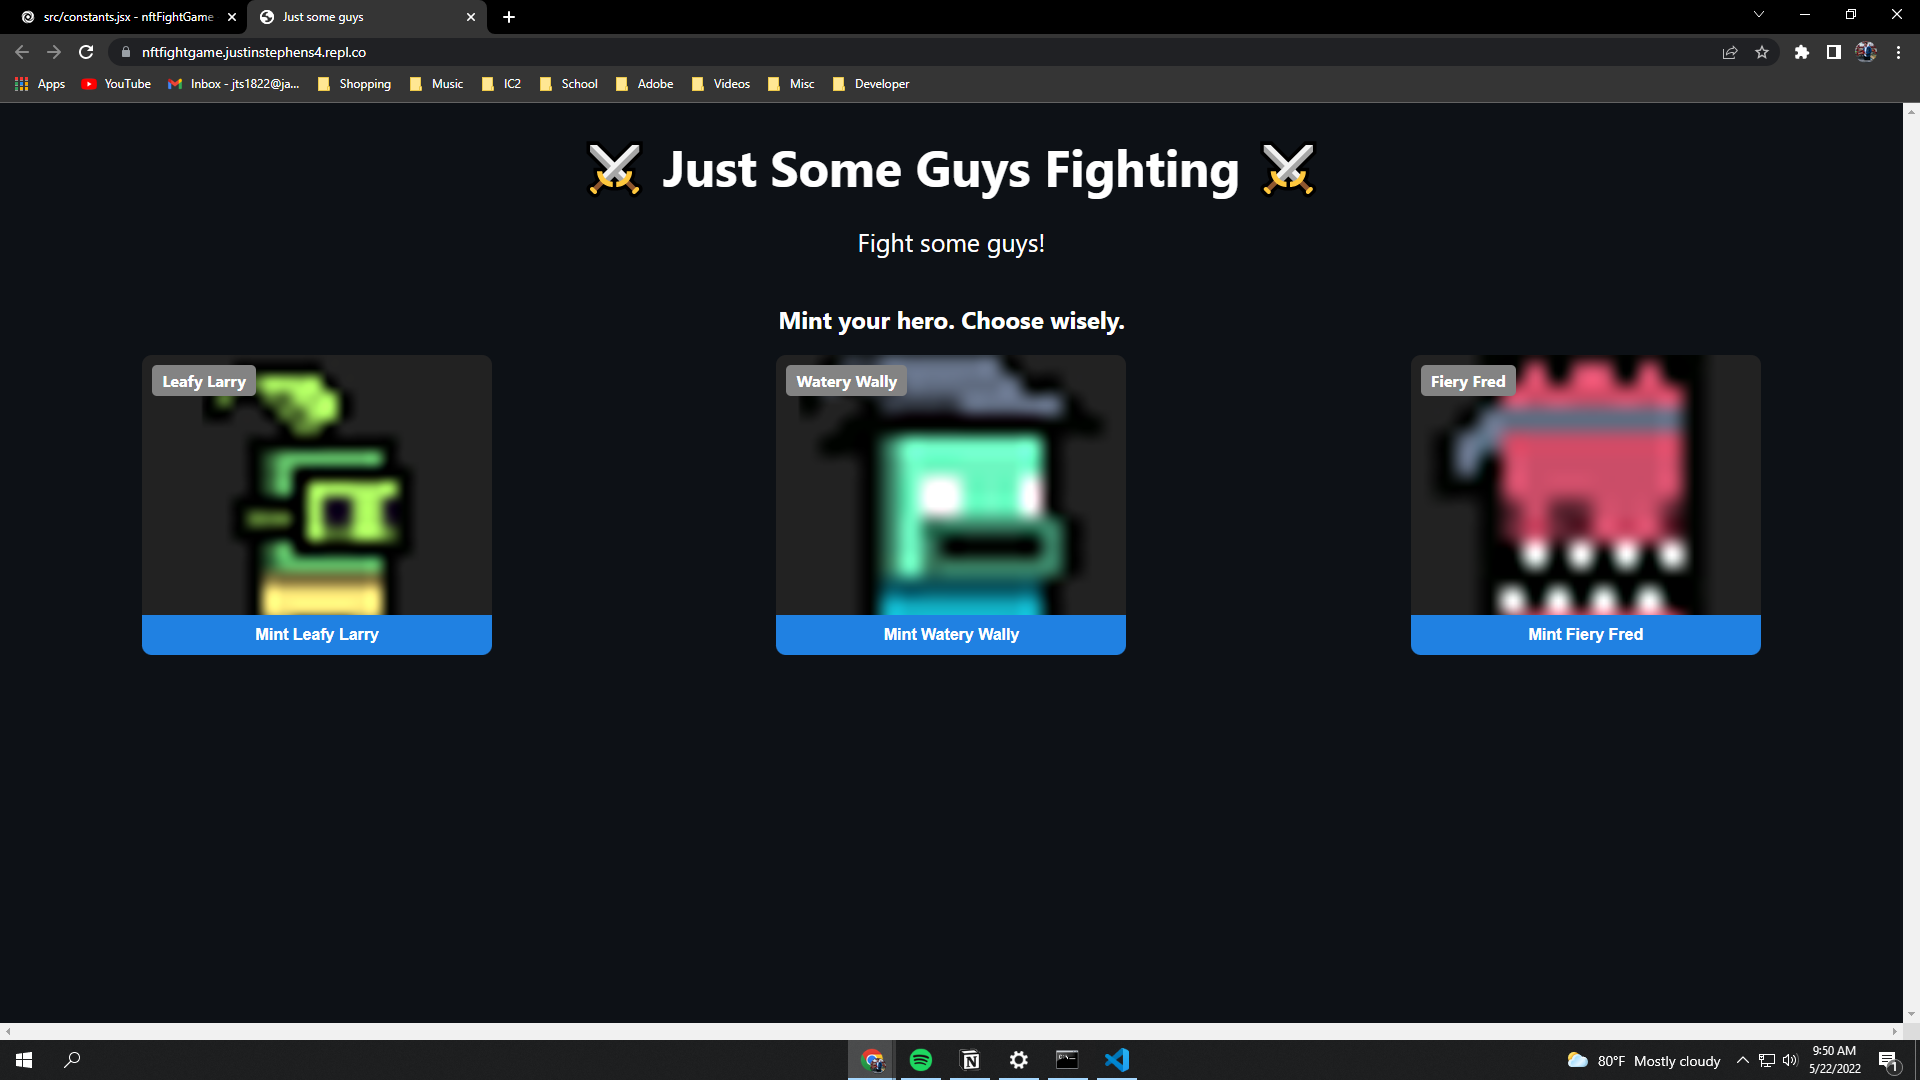 src/constants.jsx - nftFightGame
Just some guys
nftfightgame.justinstephens4.repl.co
Apps
YouTube
Inbox - jts1822@ja...
Shopping
Music
IC2
School
Adobe
Videos
Misc
Developer
⚔️ Just Some Guys Fighting ⚔️
Fight some guys!
Mint your hero. Choose wisely.
Leafy Larry
Watery Wally
Fiery Fred
Mint Leafy Larry
Mint Watery Wally
Mint Fiery Fred
80°F Mostly cloudy
9:50 AM
5/22/2022
1